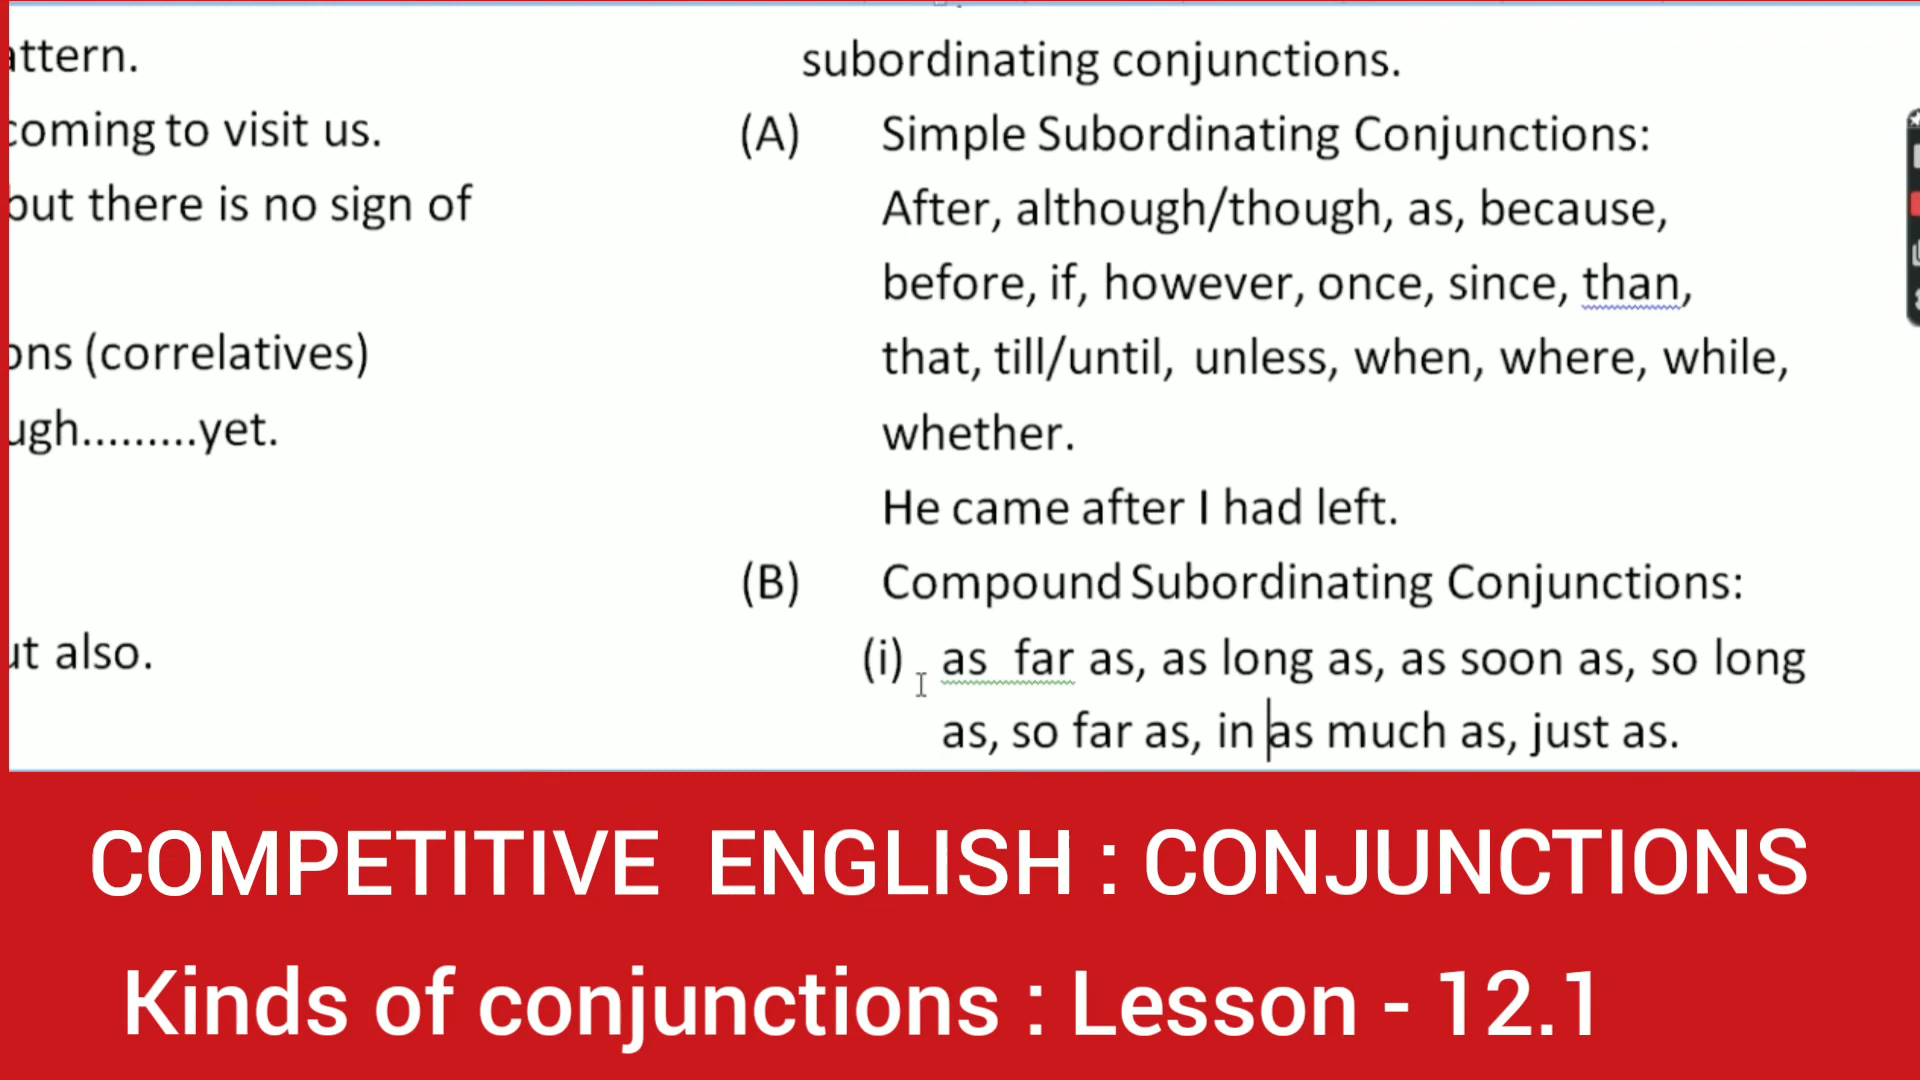 attern.
coming to visit us.
but there is no sign of
ons (correlatives)
ugh.........yet.
ut also.
subordinating conjunctions.
(A) Simple Subordinating Conjunctions:
After, although/though, as, because,
before, if, however, once, since, than,
that, till/until, unless, when, where, while,
whether.
He came after I had left.
(B) Compound Subordinating Conjunctions:
(i) as far as, as long as, as soon as, so long
as, so far as, in as much as, just as.
COMPETITIVE ENGLISH : CONJUNCTIONS
Kinds of conjunctions : Lesson - 12.1